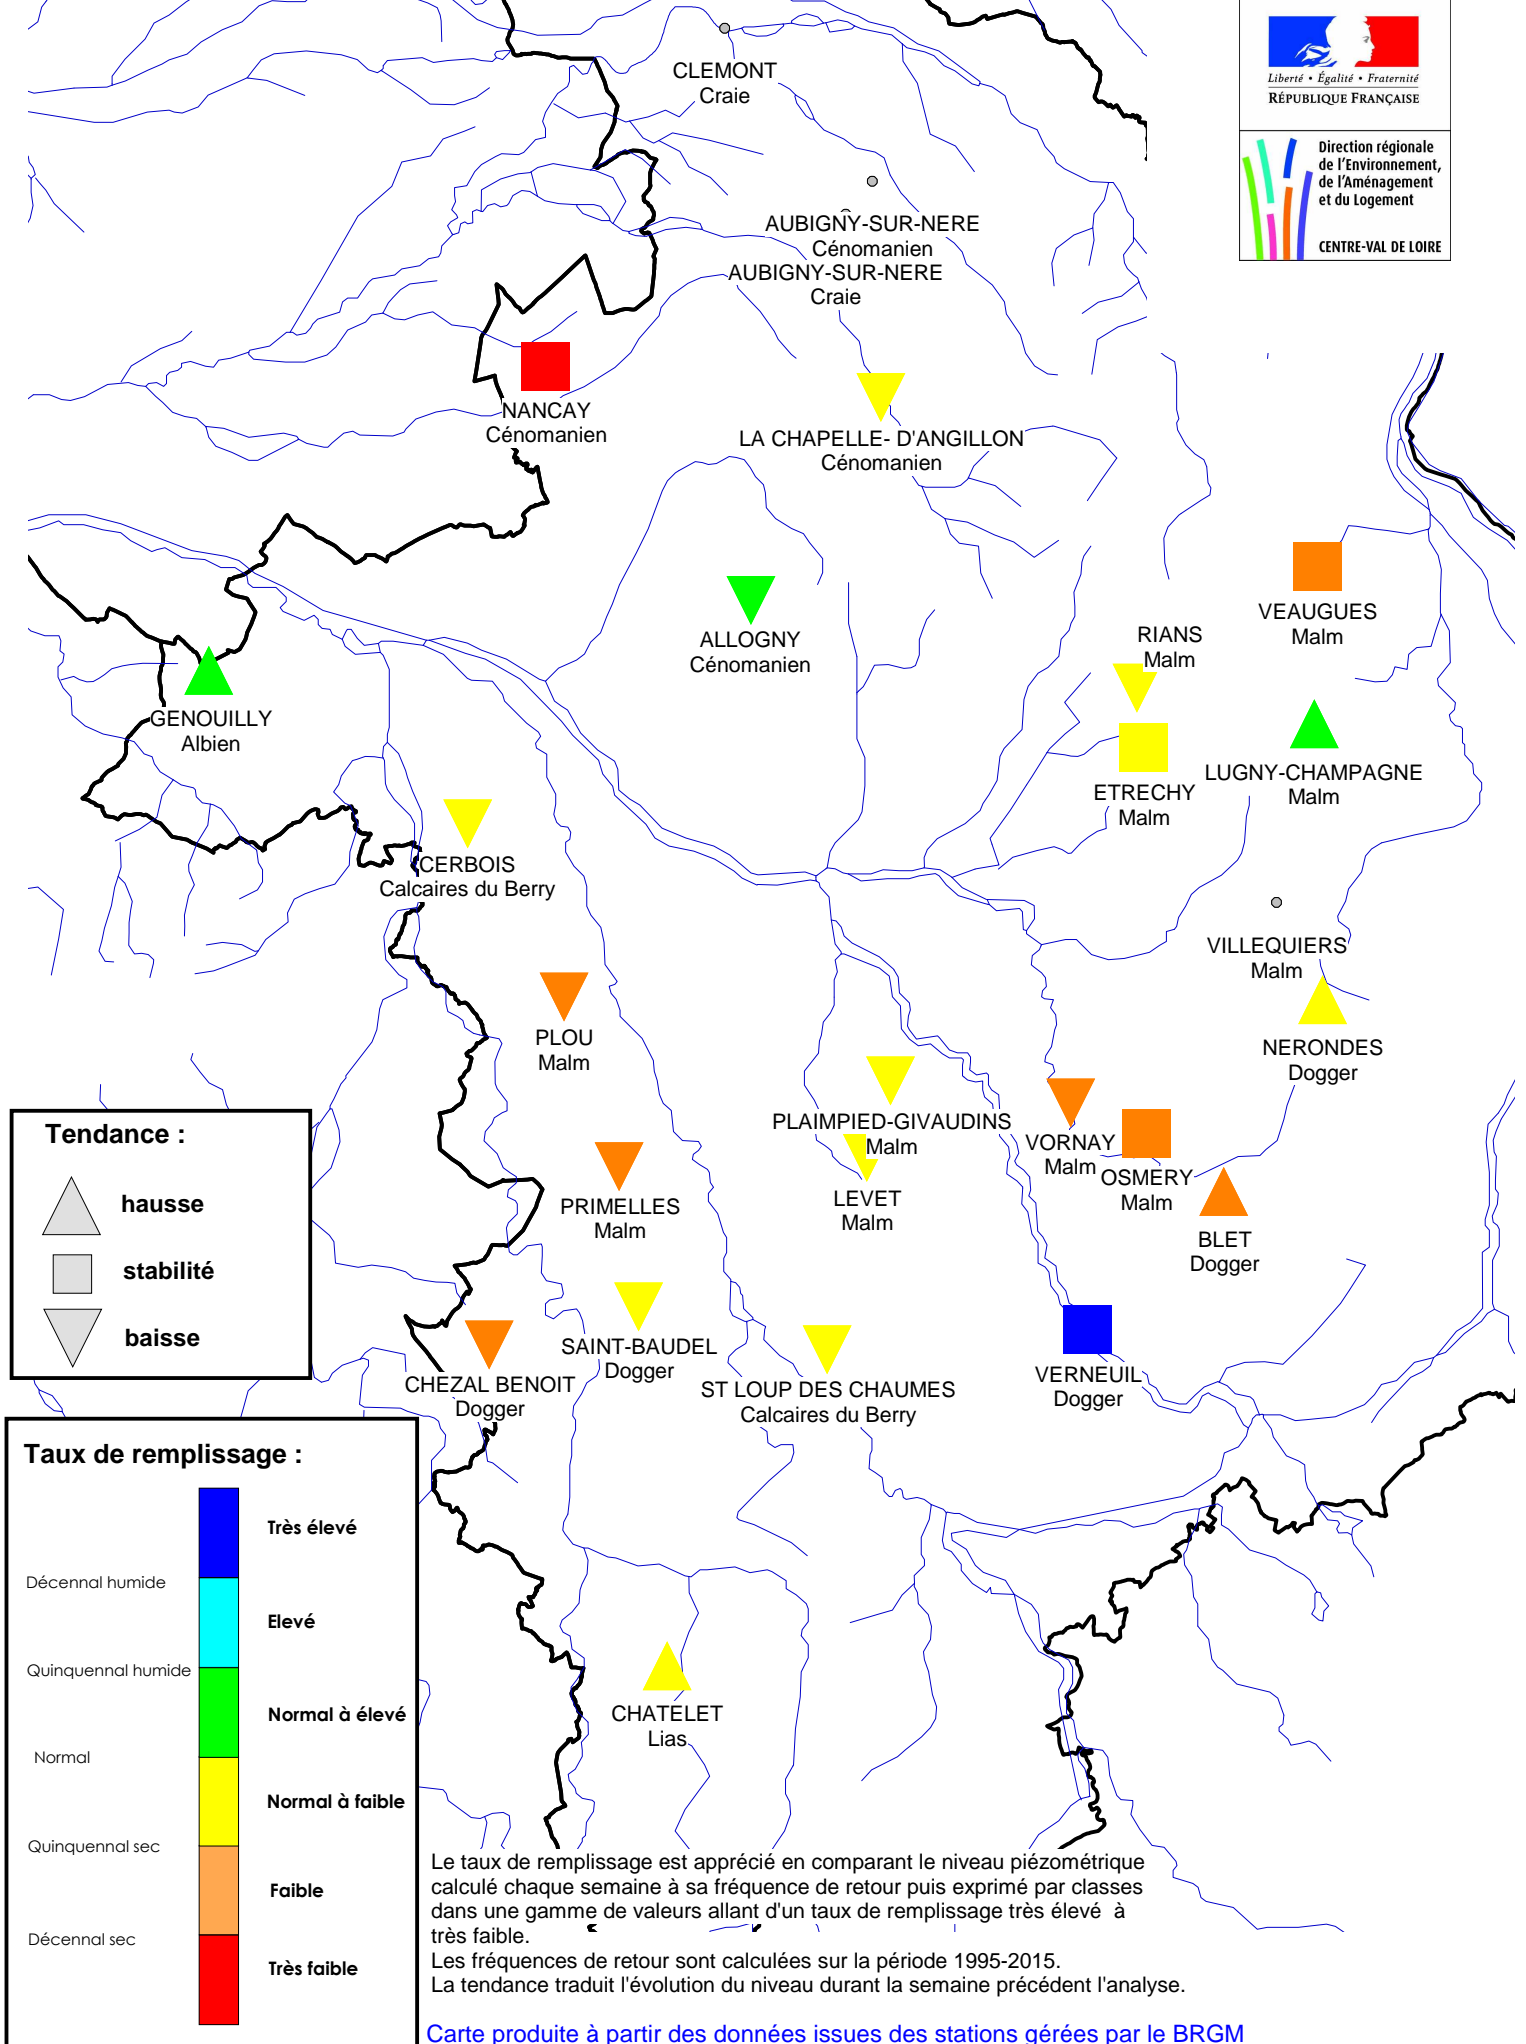 CLEMONT
Craie
Liberté • Égalité • Fraternité
RÉPUBLIQUE FRANÇAISE
Direction régionale
de l'Environnement,
de l'Aménagement
et du Logement
CENTRE-VAL DE LOIRE
AUBIGNY-SUR-NERE
Cénomanien
AUBIGNY-SUR-NERE
Craie
NANCAY
Cénomanien
LA CHAPELLE- D'ANGILLON
Cénomanien
VEAUGUES
Malm
ALLOGNY
Cénomanien
RIANS
Malm
GENOUILLY
Albien
LUGNY-CHAMPAGNE
Malm
ETRECHY
Malm
CERBOIS
Calcaires du Berry
VILLEQUIERS
Malm
PLOU
Malm
NERONDES
Dogger
PLAIMPIED-GIVAUDINS
Malm
VORNAY
Malm
OSMERY
Malm
LEVET
Malm
PRIMELLES
Malm
BLET
Dogger
Tendance :
hausse
stabilité
baisse
SAINT-BAUDEL
Dogger
CHEZAL BENOIT
Dogger
ST LOUP DES CHAUMES
Calcaires du Berry
VERNEUIL
Dogger
Taux de remplissage :
Très élevé
Décennal humide
Elevé
Quinquennal humide
Normal à élevé
Normal
Normal à faible
Quinquennal sec
Faible
Décennal sec
Très faible
CHATELET
Lias
Le taux de remplissage est apprécié en comparant le niveau piézométrique
calculé chaque semaine à sa fréquence de retour puis exprimé par classes
dans une gamme de valeurs allant d'un taux de remplissage très élevé à
très faible.
Les fréquences de retour sont calculées sur la période 1995-2015.
La tendance traduit l'évolution du niveau durant la semaine précédent l'analyse.
Carte produite à partir des données issues des stations gérées par le BRGM